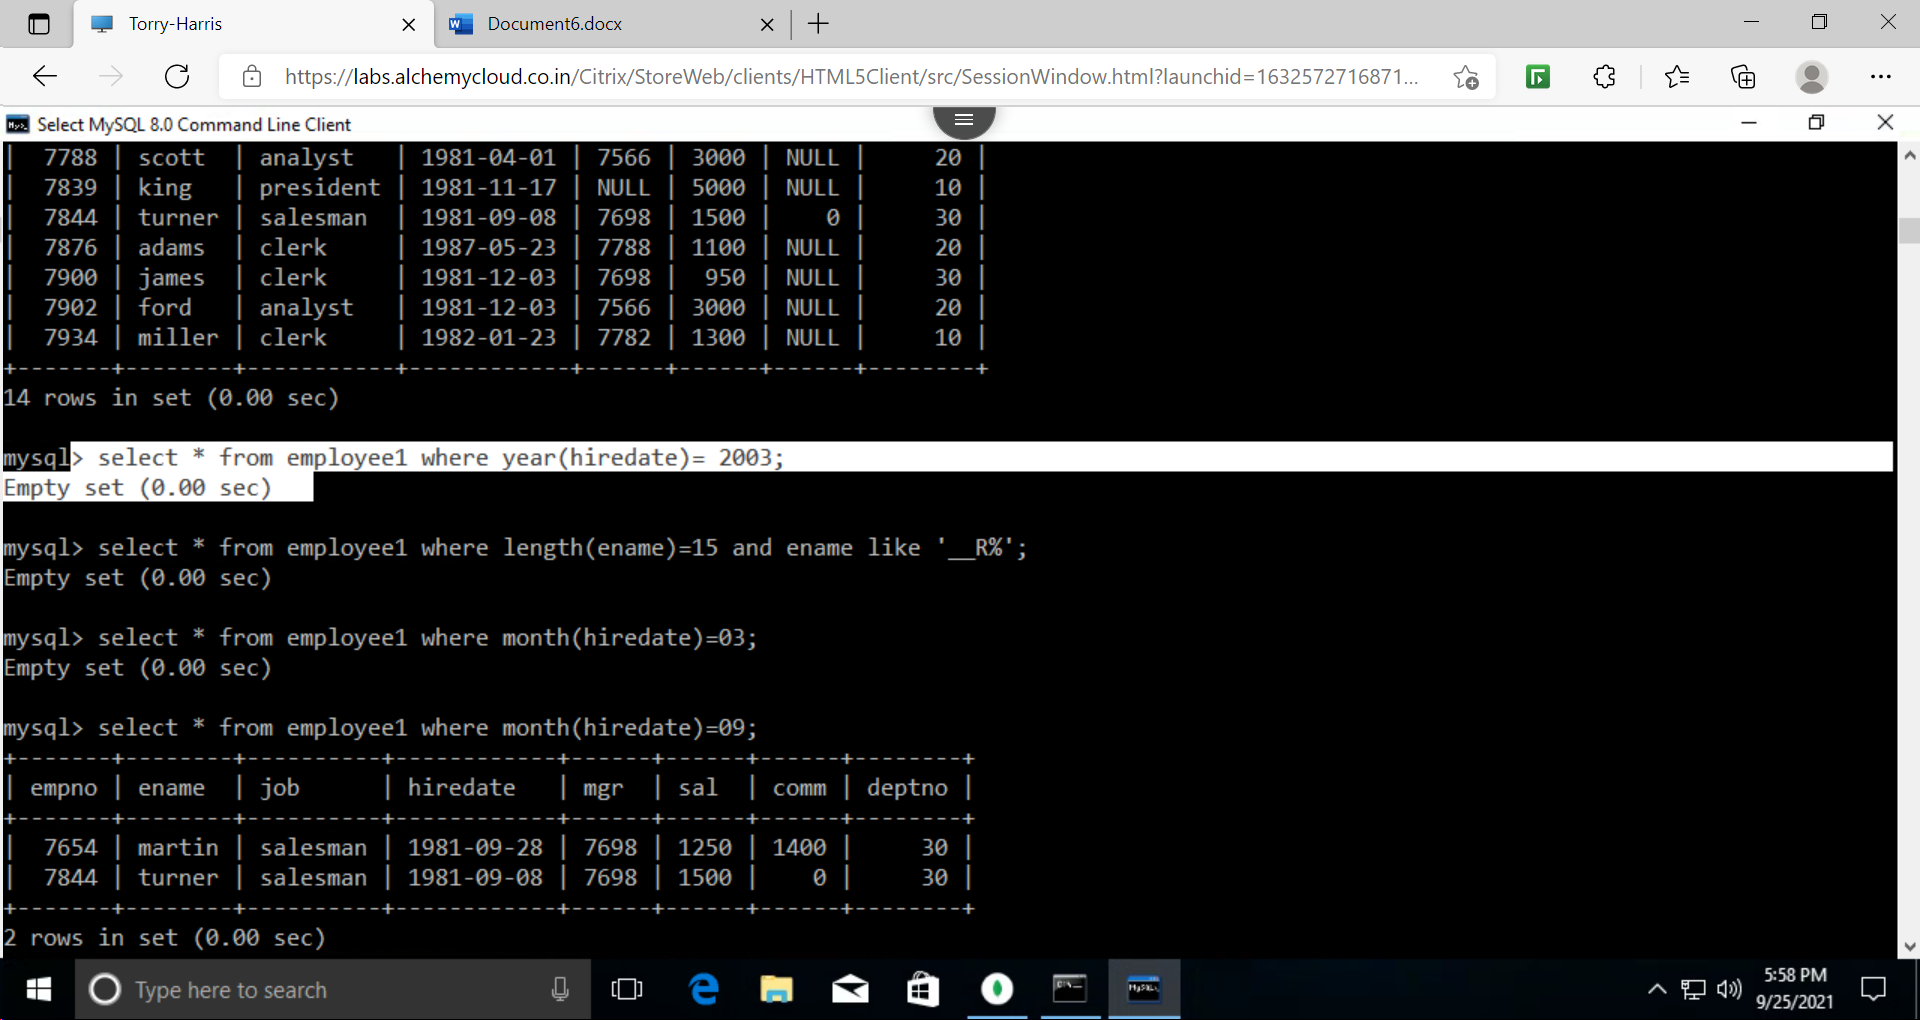 Torry-Harris
Document6.docx
https://labs.alchemycloud.co.in/Citrix/StoreWeb/clients/HTML5Client/src/SessionWindow.html?launchid=1632572716871...
Select MySQL 8.0 Command Line Client
| 7788 | scott | analyst | 1981-04-01 | 7566 | 3000 | NULL | 20 |
| 7839 | king | president | 1981-11-17 | NULL | 5000 | NULL | 10 |
| 7844 | turner | salesman | 1981-09-08 | 7698 | 1500 | 0 | 30 |
| 7876 | adams | clerk | 1987-05-23 | 7788 | 1100 | NULL | 20 |
| 7900 | james | clerk | 1981-12-03 | 7698 | 950 | NULL | 30 |
| 7902 | ford | analyst | 1981-12-03 | 7566 | 3000 | NULL | 20 |
| 7934 | miller | clerk | 1982-01-23 | 7782 | 1300 | NULL | 10 |
+-------+--------+-----------+------------+------+------+------+--------+
14 rows in set (0.00 sec)
mysql> select * from employee1 where year(hiredate)= 2003;
Empty set (0.00 sec)
mysql> select * from employee1 where length(ename)=15 and ename like '__R%';
Empty set (0.00 sec)
mysql> select * from employee1 where month(hiredate)=03;
Empty set (0.00 sec)
mysql> select * from employee1 where month(hiredate)=09;
+-------+--------+----------+------------+------+------+------+--------+
| empno | ename | job | hiredate | mgr | sal | comm | deptno |
+-------+--------+----------+------------+------+------+------+--------+
| 7654 | martin | salesman | 1981-09-28 | 7698 | 1250 | 1400 | 30 |
| 7844 | turner | salesman | 1981-09-08 | 7698 | 1500 | 0 | 30 |
+-------+--------+----------+------------+------+------+------+--------+
2 rows in set (0.00 sec)
Type here to search
5:58 PM
9/25/2021